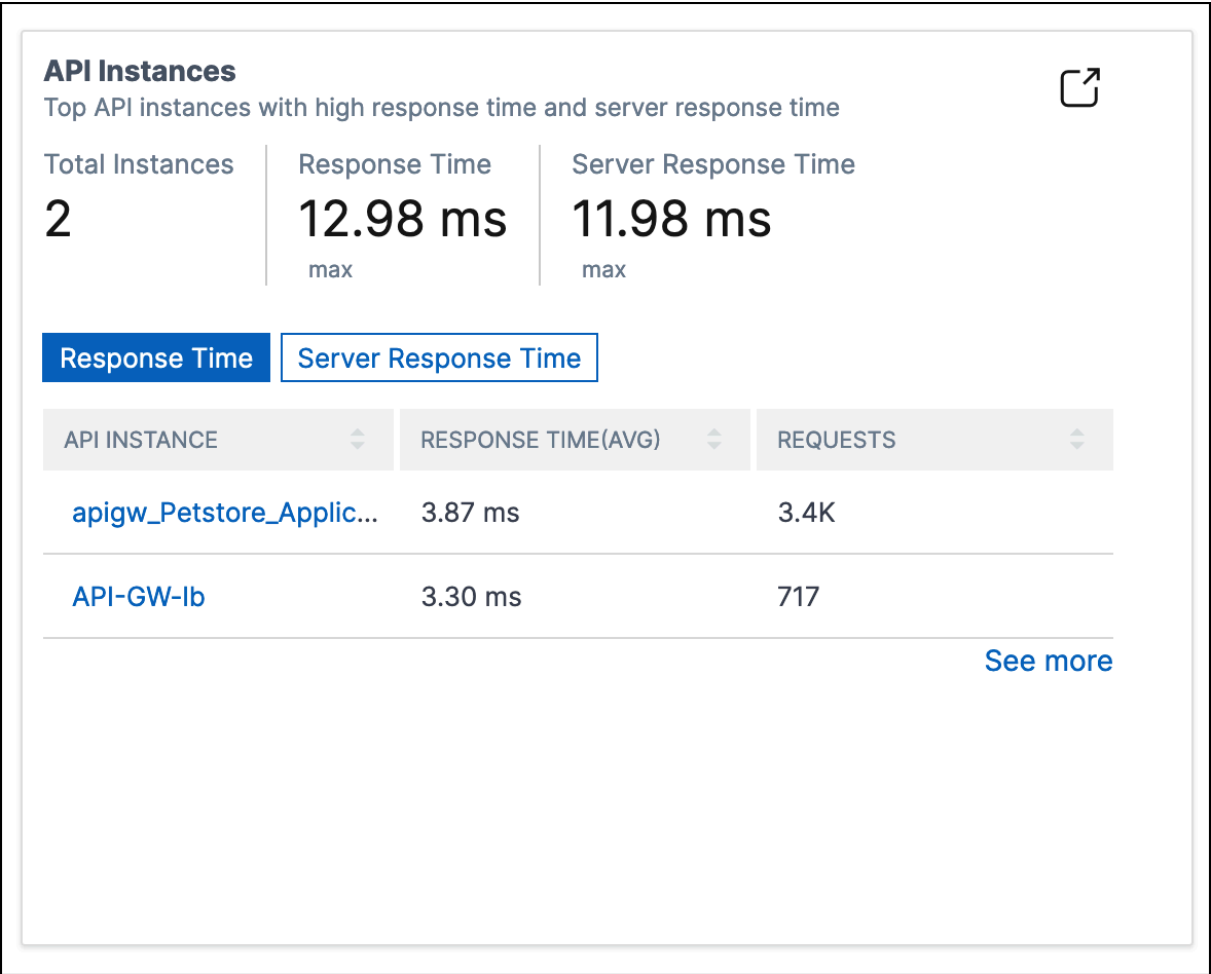 API Instances
Top API instances with high response time and server response time
Total Instances
2
Response Time
12.98 ms
max
Server Response Time
11.98 ms
max
Response Time
Server Response Time
API INSTANCE RESPONSE TIME(AVG) REQUESTS
apigw_Petstore_Applic... 3.87 ms 3.4K
API-GW-lb 3.30 ms 717
See more